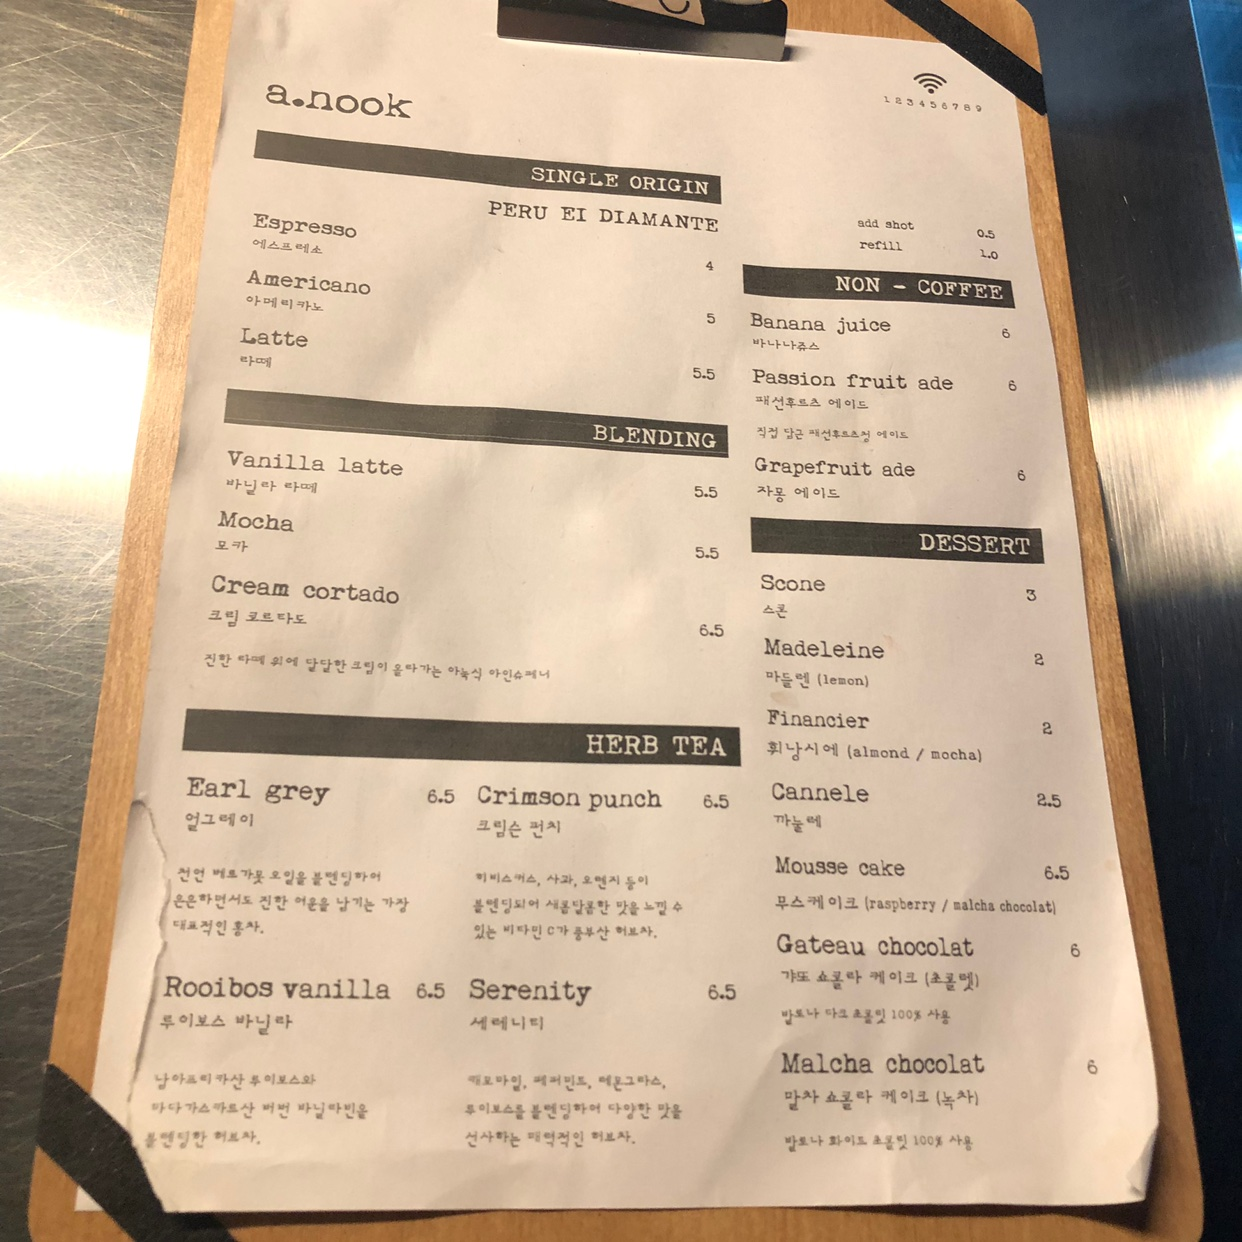 a.nook
123456789
SINGLE ORIGIN
PERU EI DIAMANTE
Espresso
에스프레소
4
Americano
아메리카노
5
Latte
라떼
5.5
BLENDING
Vanilla latte
바닐라 라떼
5.5
Mocha
모카
5.5
Cream cortado
크림 코르타도
6.5
진한 라떼 위에 달달한 크림이 올라가는 아눅식 아인슈페너
HERB TEA
Earl grey 6.5
얼그레이
천연 베르가못 오일을 블렌딩하여
은은하면서도 진한 여운을 남기는 가장
대표적인 홍차.
Crimson punch 6.5
크림슨 펀치
히비스커스, 사과, 오렌지 등이
블렌딩되어 새콤달콤한 맛을 느낄 수
있는 비타민 C가 풍부산 허브차.
Rooibos vanilla 6.5
루이보스 바닐라
남아프리카산 루이보스와
마다가스카르산 버번 바닐라빈을
블렌딩한 허브차.
Serenity 6.5
세레니티
캐모마일, 페퍼민트, 레몬그라스,
루이보스를 블렌딩하여 다양한 맛을
선사하는 매력적인 허브차.
add shot 0.5
refill 1.0
NON - COFFEE
Banana juice 6
바나나쥬스
Passion fruit ade 6
패션후르츠 에이드
직접 담근 패션후르츠청 에이드
Grapefruit ade 6
자몽 에이드
DESSERT
Scone 3
스콘
Madeleine 2
마들렌 (lemon)
Financier 2
휘낭시에 (almond / mocha)
Cannele 2.5
까눌레
Mousse cake 6.5
무스케이크 (raspberry / malcha chocolat)
Gateau chocolat 6
갸또 쇼콜라 케이크 (초콜렛)
발로나 다크 초콜릿 100% 사용
Malcha chocolat 6
말차 쇼콜라 케이크 (녹차)
발로나 화이트 초콜릿 100% 사용